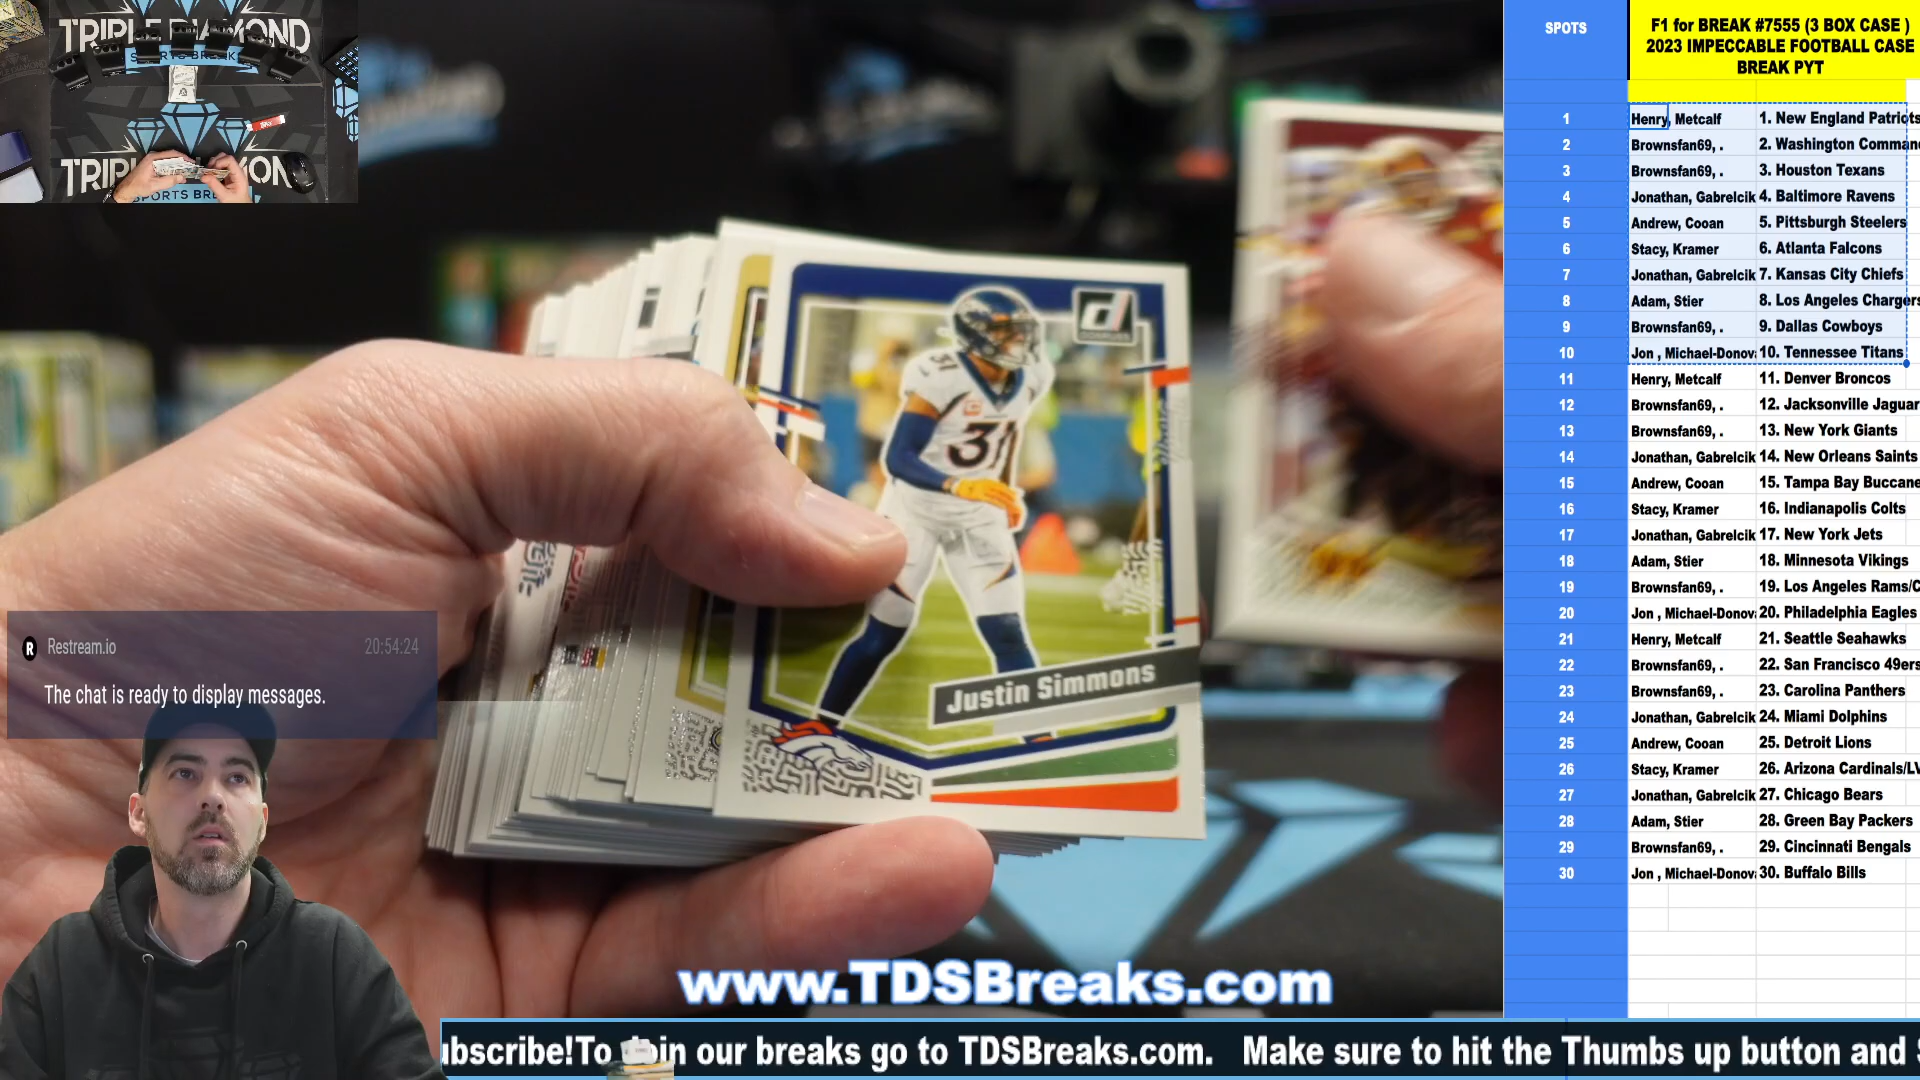 TRIPLE DIAMOND
SPORTS BREAKS
SPOTS
F1 for BREAK #7555 (3 BOX CASE )
2023 IMPECCABLE FOOTBALL CASE
BREAK PYT
1 Henry, Metcalf 1. New England Patriots
2 Brownsfan69, . 2. Washington Comman
3 Brownsfan69, . 3. Houston Texans
4 Jonathan, Gabrelcik 4. Baltimore Ravens
5 Andrew, Cooan 5. Pittsburgh Steelers
6 Stacy, Kramer 6. Atlanta Falcons
7 Jonathan, Gabrelcik 7. Kansas City Chiefs
8 Adam, Stier 8. Los Angeles Chargers
9 Brownsfan69, . 9. Dallas Cowboys
10 Jon , Michael-Donova 10. Tennessee Titans
11 Henry, Metcalf 11. Denver Broncos
12 Brownsfan69, . 12. Jacksonville Jaguar
13 Brownsfan69, . 13. New York Giants
14 Jonathan, Gabrelcik 14. New Orleans Saints
15 Andrew, Cooan 15. Tampa Bay Buccane
16 Stacy, Kramer 16. Indianapolis Colts
17 Jonathan, Gabrelcik 17. New York Jets
18 Adam, Stier 18. Minnesota Vikings
19 Brownsfan69, . 19. Los Angeles Rams/C
20 Jon , Michael-Donova 20. Philadelphia Eagles
21 Henry, Metcalf 21. Seattle Seahawks
22 Brownsfan69, . 22. San Francisco 49ers
23 Brownsfan69, . 23. Carolina Panthers
24 Jonathan, Gabrelcik 24. Miami Dolphins
25 Andrew, Cooan 25. Detroit Lions
26 Stacy, Kramer 26. Arizona Cardinals/LV
27 Jonathan, Gabrelcik 27. Chicago Bears
28 Adam, Stier 28. Green Bay Packers
29 Brownsfan69, . 29. Cincinnati Bengals
30 Jon , Michael-Donova 30. Buffalo Bills
d
31
Justin Simmons
R Restream.io 20:54:24
The chat is ready to display messages.
www.TDSBreaks.com
ubscribe!To join our breaks go to TDSBreaks.com. Make sure to hit the Thumbs up button and S